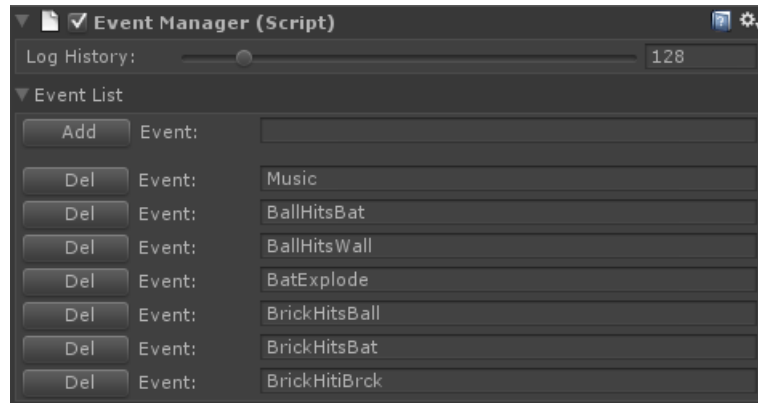 Event Manager (Script)
Log History: 128
Event List
Add Event:
Del Event: Music
Del Event: BallHitsBat
Del Event: BallHitsWall
Del Event: BatExplode
Del Event: BrickHitsBall
Del Event: BrickHitsBat
Del Event: BrickHitiBrck